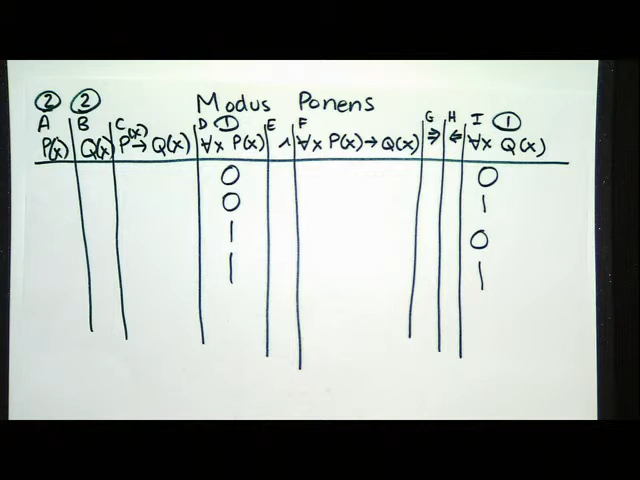 ② ② Modus Ponens
A B C D ① E F G H I ①
P(x) Q(x) P(x) → Q(x) ∀x P(x) ∧ ∀x P(x) → Q(x) ⇒ ⇐ ∀x Q(x)
0 0
0 1
1 0
1 1